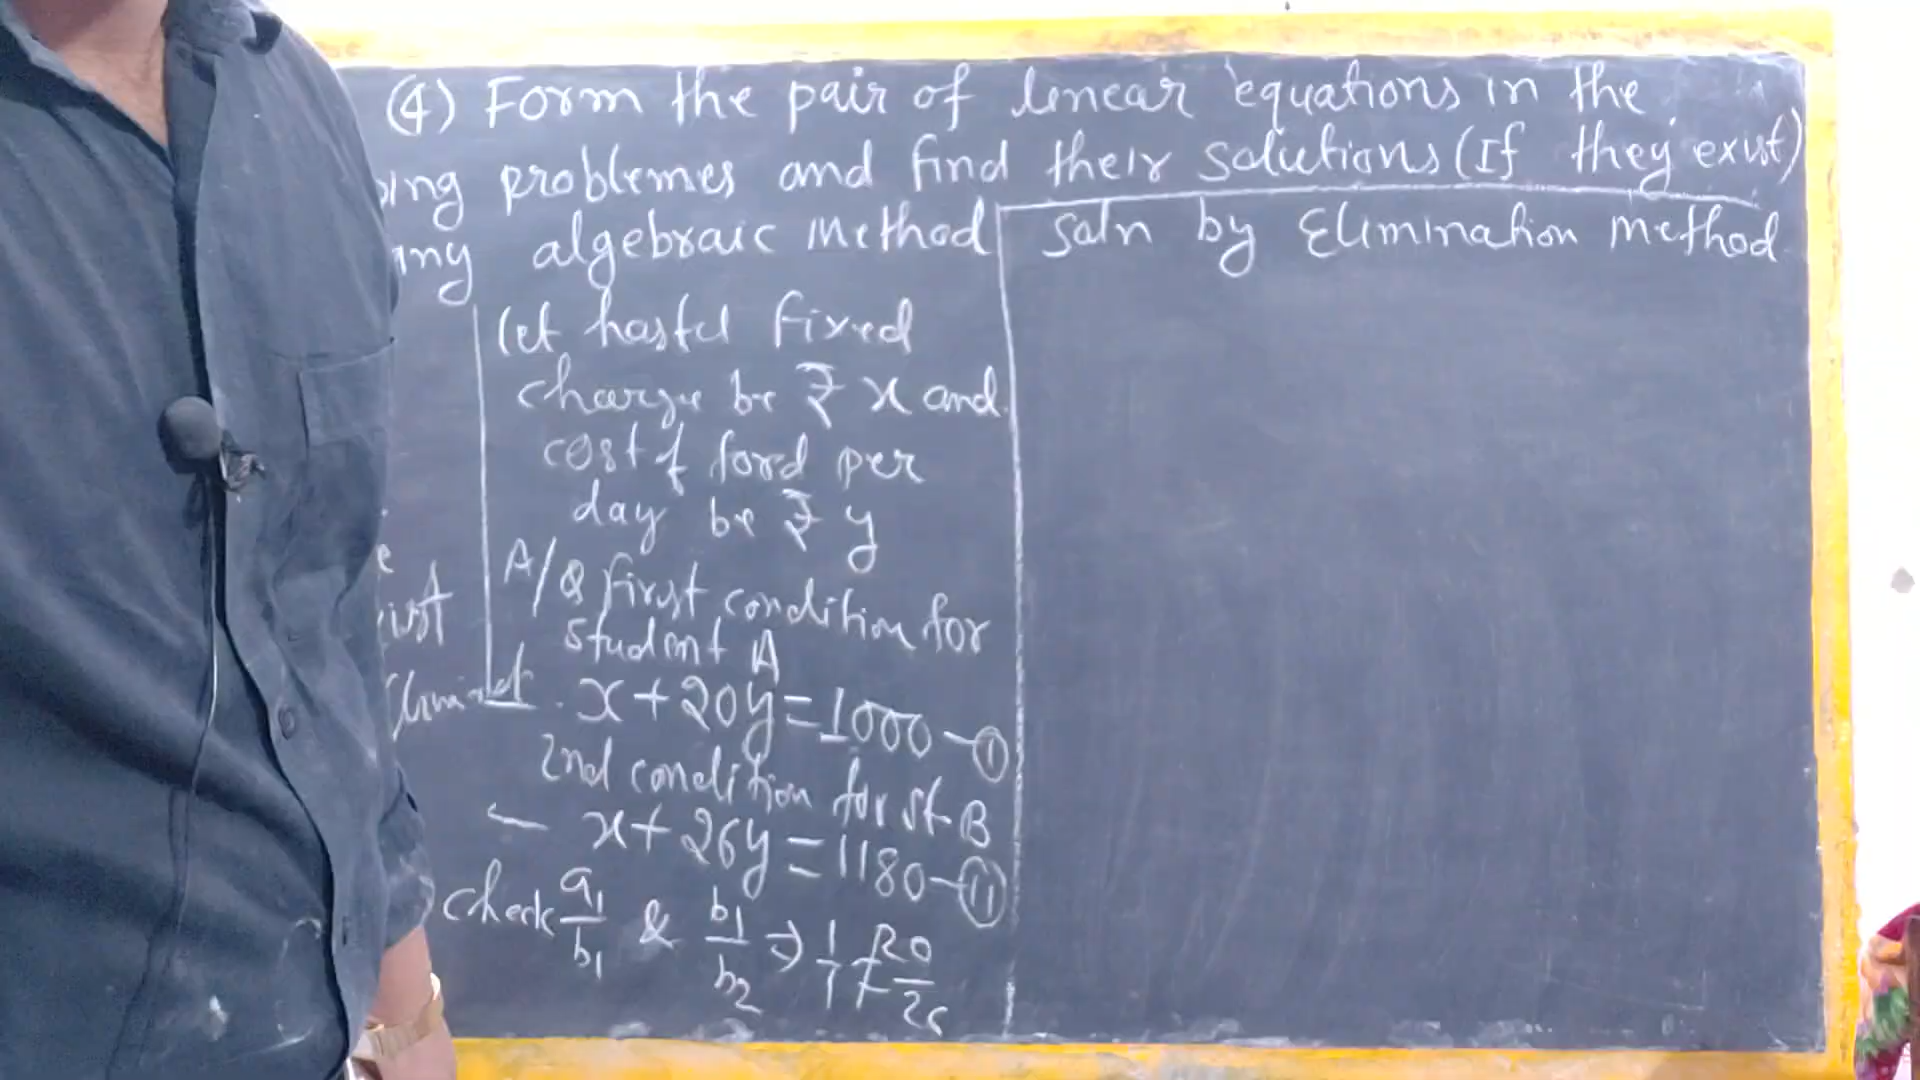 (4) Form the pair of linear equations in the
ing problemes and find their solutions (If they exist)
any algebraic method
let hostel fixed
charge be ₹ x and
cost of food per
day be ₹ y
A/Q first condition for
student A
x + 20y = 1000 - (I)
2nd condition for st B
- x + 26y = 1180 - (II)
check a1/b1 & b1/b2 ⇒ 1/1 ≠ 20/26
soln by Elimination method